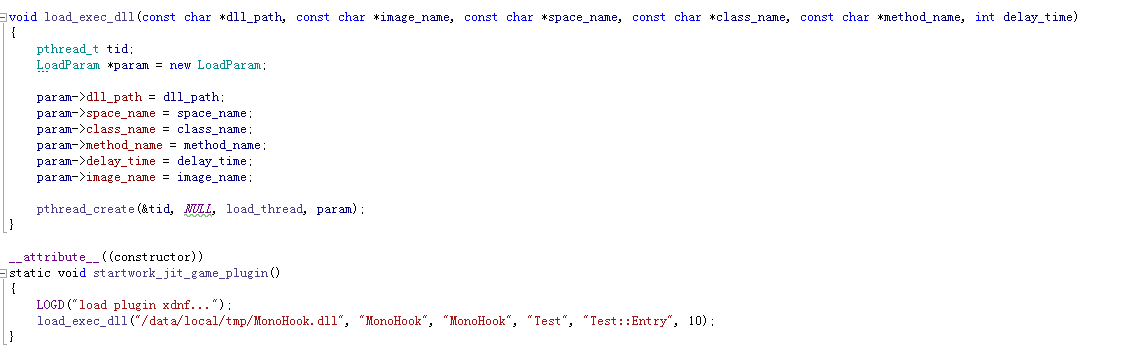 void load_exec_dll(const char *dll_path, const char *image_name, const char *space_name, const char *class_name, const char *method_name, int delay_time)
{
pthread_t tid;
LoadParam *param = new LoadParam;
param->dll_path = dll_path;
param->space_name = space_name;
param->class_name = class_name;
param->method_name = method_name;
param->delay_time = delay_time;
param->image_name = image_name;
pthread_create(&tid, NULL, load_thread, param);
}
__attribute__((constructor))
static void startwork_jit_game_plugin()
{
LOGD("load plugin xdnf...");
load_exec_dll("/data/local/tmp/MonoHook.dll", "MonoHook", "MonoHook", "Test", "Test::Entry", 10);
}